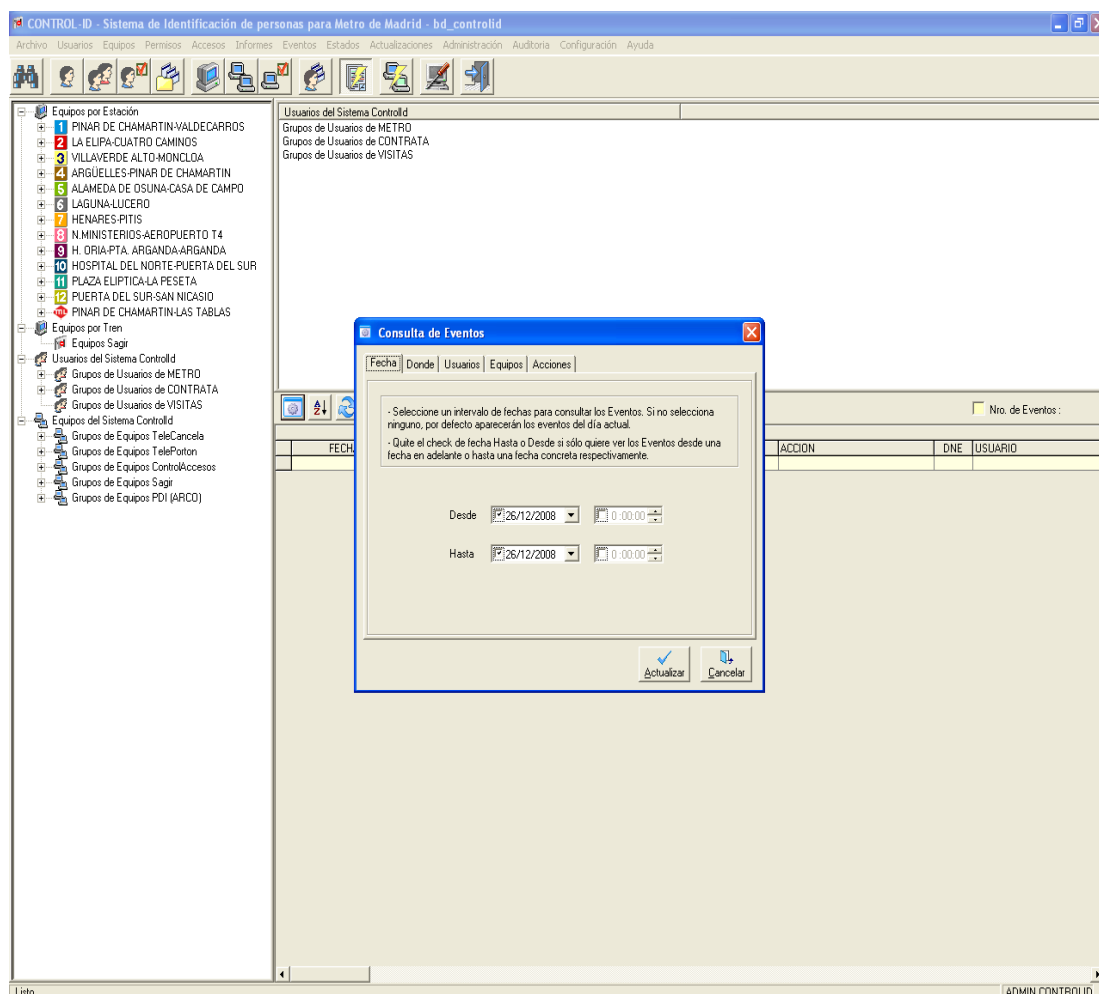 CONTROL-ID - Sistema de Identificación de personas para Metro de Madrid - bd_controlid
Archivo Usuarios Equipos Permisos Accesos Informes Eventos Estados Actualizaciones Administración Auditoria Configuración Ayuda
Equipos por Estación
1 PINAR DE CHAMARTIN-VALDECARROS
2 LA ELIPA-CUATRO CAMINOS
3 VILLAVERDE ALTO-MONCLOA
4 ARGÜELLES-PINAR DE CHAMARTIN
5 ALAMEDA DE OSUNA-CASA DE CAMPO
6 LAGUNA-LUCERO
7 HENARES-PITIS
8 N.MINISTERIOS-AEROPUERTO T4
9 H. ORIA-PTA. ARGANDA-ARGANDA
10 HOSPITAL DEL NORTE-PUERTA DEL SUR
11 PLAZA ELIPTICA-LA PESETA
12 PUERTA DEL SUR-SAN NICASIO
ML PINAR DE CHAMARTIN-LAS TABLAS
Equipos por Tren
Equipos Sagir
Usuarios del Sistema ControlId
Grupos de Usuarios de METRO
Grupos de Usuarios de CONTRATA
Grupos de Usuarios de VISITAS
Equipos del Sistema ControlId
Grupos de Equipos TeleCancela
Grupos de Equipos TelePorton
Grupos de Equipos ControlAccesos
Grupos de Equipos Sagir
Grupos de Equipos PDI (ARCO)
Usuarios del Sistema ControlId
Grupos de Usuarios de METRO
Grupos de Usuarios de CONTRATA
Grupos de Usuarios de VISITAS
Nro. de Eventos :
FECH ACCION DNE USUARIO
Consulta de Eventos
Fecha Donde Usuarios Equipos Acciones
- Seleccione un intervalo de fechas para consultar los Eventos. Si no selecciona
ninguno, por defecto aparecerán los eventos del día actual.
- Quite el check de fecha Hasta o Desde si sólo quiere ver los Eventos desde una
fecha en adelante o hasta una fecha concreta respectivamente.
Desde 26/12/2008 0:00:00
Hasta 26/12/2008 0:00:00
Actualizar Cancelar
Listo ADMIN CONTROLID